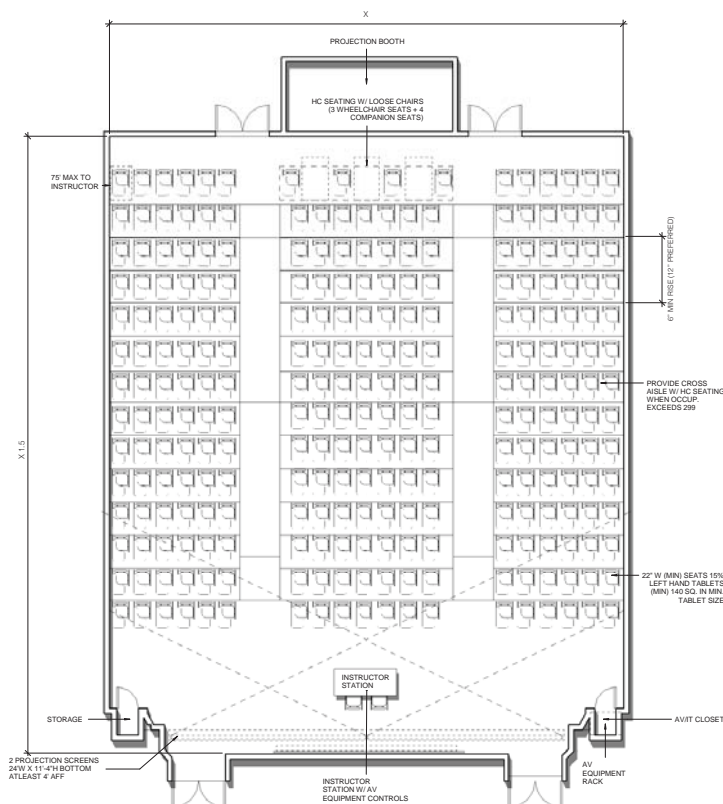 X
PROJECTION BOOTH
HC SEATING W/ LOOSE CHAIRS
(3 WHEELCHAIR SEATS + 4
COMPANION SEATS)
75' MAX TO
INSTRUCTOR
6" MIN RISE (12" PREFERRED)
PROVIDE CROSS
AISLE W/ HC SEATING
WHEN OCCUP.
EXCEEDS 299
X 1.5
22" W (MIN) SEATS 15%
LEFT HAND TABLETS
(MIN) 140 SQ. IN MIN.
TABLET SIZE
INSTRUCTOR
STATION
STORAGE
AV/IT CLOSET
2 PROJECTION SCREENS
24'W X 11'-4"H BOTTOM
ATLEAST 4' AFF
INSTRUCTOR
STATION W/ AV
EQUIPMENT CONTROLS
AV
EQUIPMENT
RACK